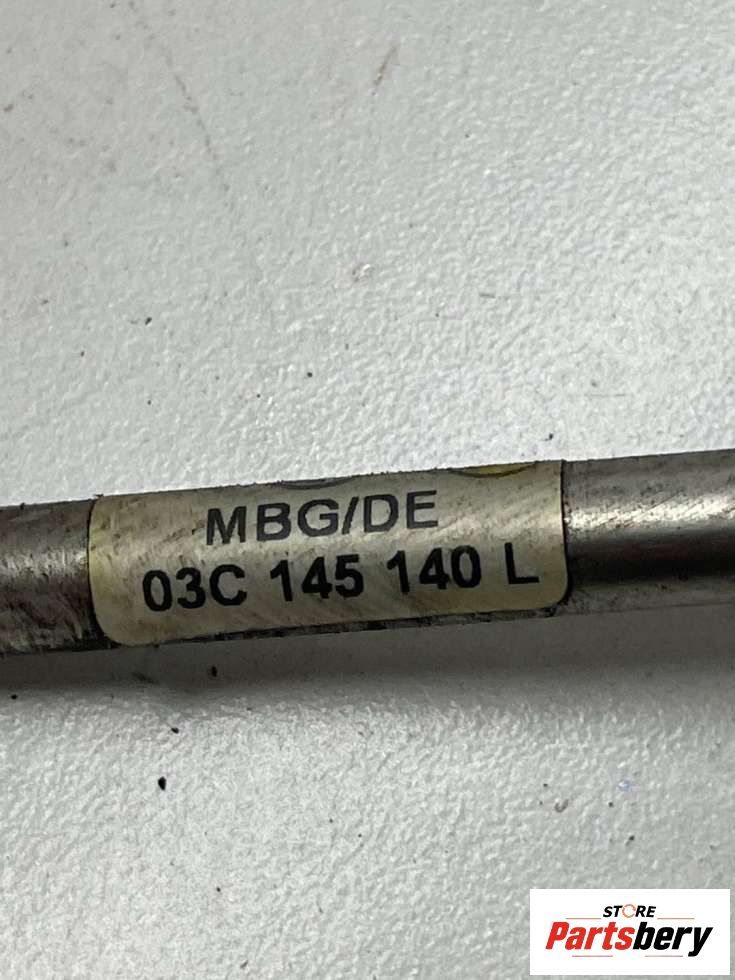 MBG/DE
03C 145 140 L
STORE
Partsbery